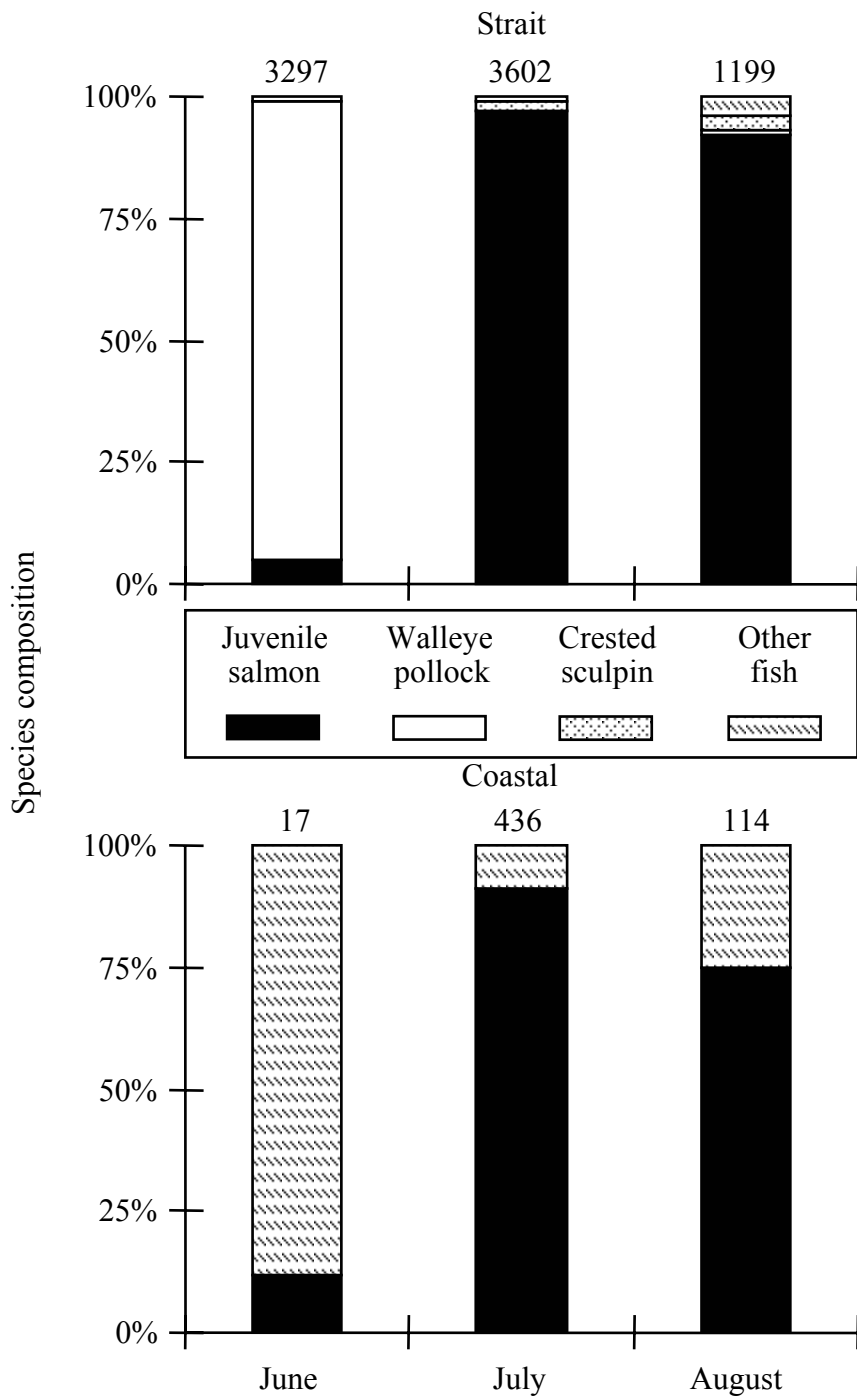 Strait
3297 3602 1199
100%
75%
50%
25%
0%
Species composition
Juvenile Walleye Crested Other
salmon pollock sculpin fish
Coastal
17 436 114
100%
75%
50%
25%
0%
June July August